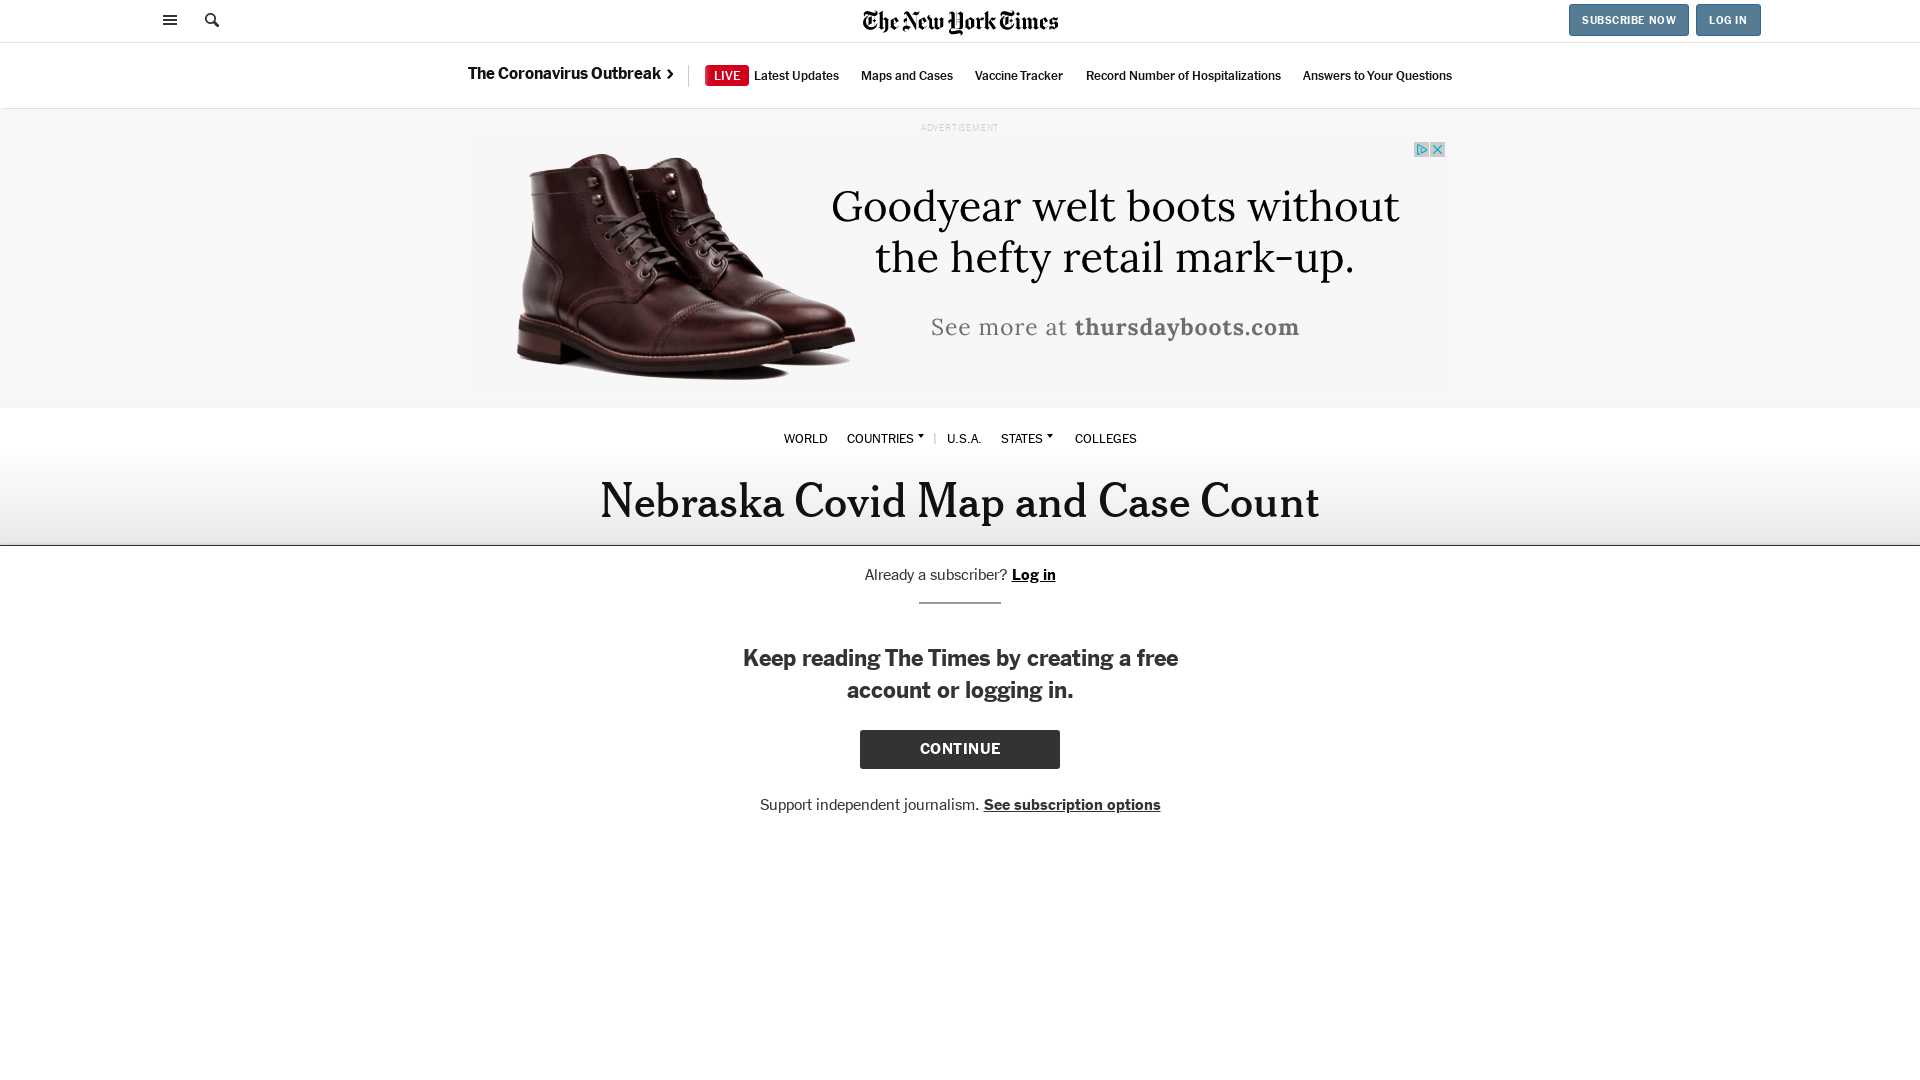 The New York Times
SUBSCRIBE NOW
LOG IN
The Coronavirus Outbreak
LIVE Latest Updates
Maps and Cases
Vaccine Tracker
Record Number of Hospitalizations
Answers to Your Questions
ADVERTISEMENT
Goodyear welt boots without
the hefty retail mark-up.
See more at thursdayboots.com
WORLD
COUNTRIES
U.S.A.
STATES
COLLEGES
Nebraska Covid Map and Case Count
Already a subscriber? Log in
Keep reading The Times by creating a free
account or logging in.
CONTINUE
Support independent journalism. See subscription options